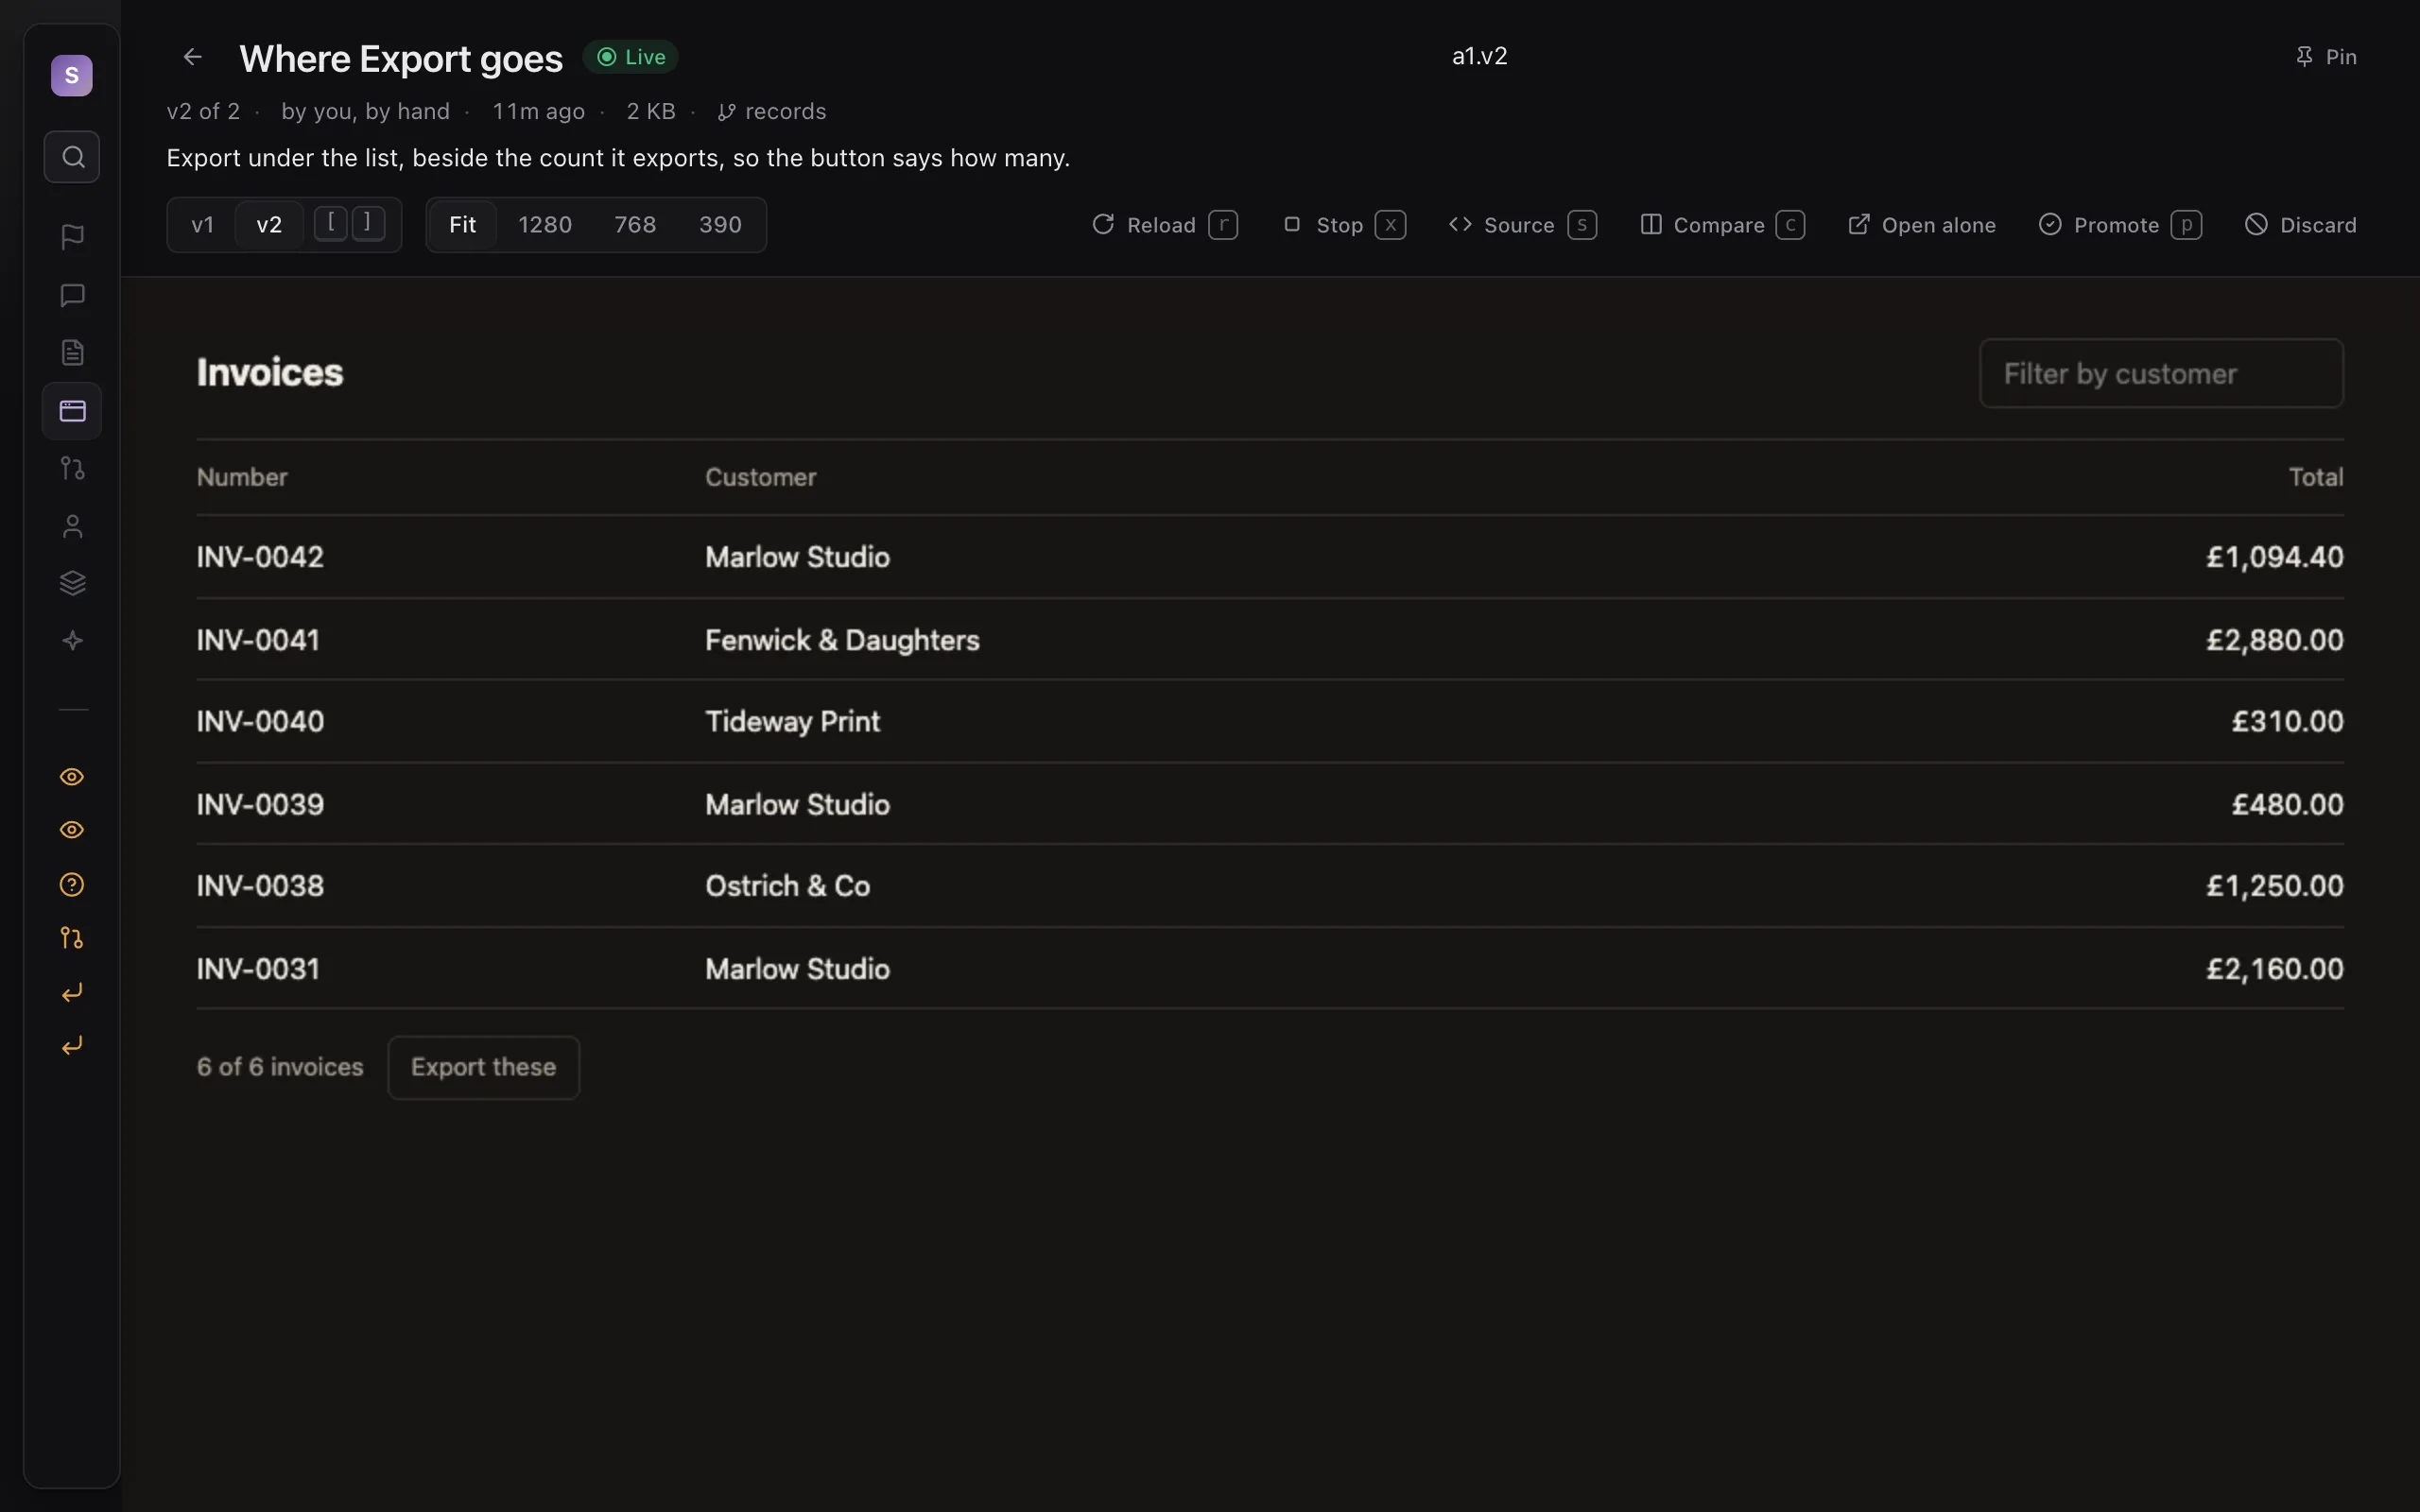 S
Where Export goes Live a1.v2 Pin
v2 of 2 · by you, by hand · 11m ago · 2 KB · records
Export under the list, beside the count it exports, so the button says how many.
v1 v2 [ ] Fit 1280 768 390 Reload r Stop x Source s Compare c Open alone Promote p Discard
Invoices Filter by customer
Number Customer Total
INV-0042 Marlow Studio £1,094.40
INV-0041 Fenwick & Daughters £2,880.00
INV-0040 Tideway Print £310.00
INV-0039 Marlow Studio £480.00
INV-0038 Ostrich & Co £1,250.00
INV-0031 Marlow Studio £2,160.00
6 of 6 invoices Export these